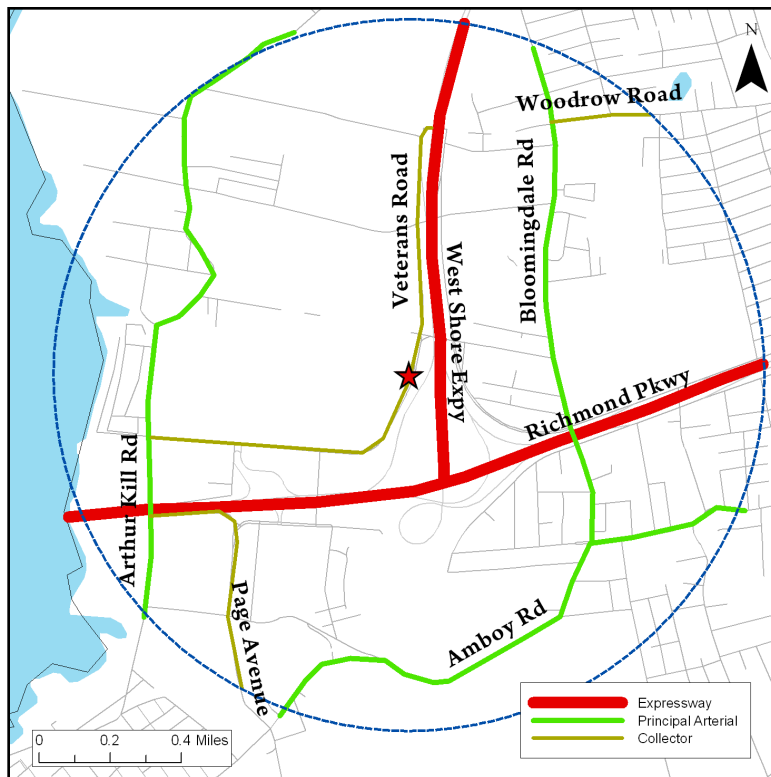 N
Woodrow Road
Bloomingdale Rd
Veterans Road
West Shore Expy
Richmond Pkwy
Arthur Kill Rd
Page Avenue
Amboy Rd
Expressway
Principal Arterial
Collector
0 0.2 0.4 Miles